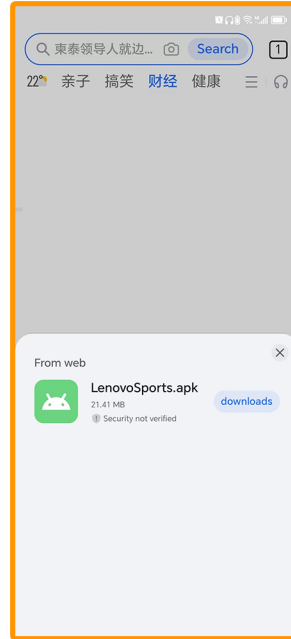 柬泰领导人就边... Search 1
22° 亲子 搞笑 财经 健康
From web
LenovoSports.apk
21.41 MB
Security not verified
downloads